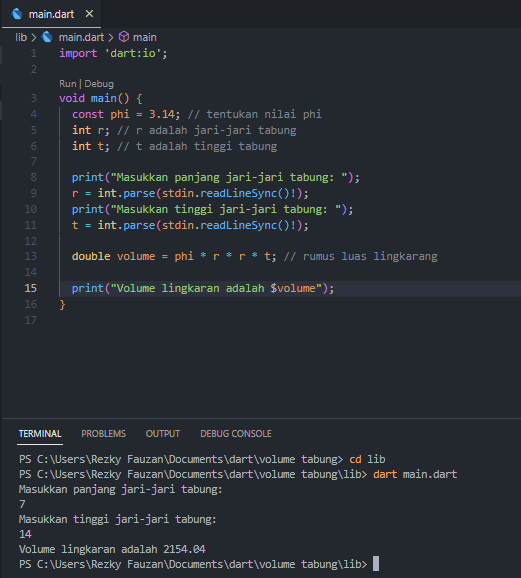 main.dart ×
lib > main.dart > main
1 import 'dart:io';
2
Run | Debug
3 void main() {
4 const phi = 3.14; // tentukan nilai phi
5 int r; // r adalah jari-jari tabung
6 int t; // t adalah tinggi tabung
7
8 print("Masukkan panjang jari-jari tabung: ");
9 r = int.parse(stdin.readLineSync()!);
10 print("Masukkan tinggi jari-jari tabung: ");
11 t = int.parse(stdin.readLineSync()!);
12
13 double volume = phi * r * r * t; // rumus luas lingkarang
14
15 print("Volume lingkaran adalah $volume");
16 }
17
TERMINAL PROBLEMS OUTPUT DEBUG CONSOLE
PS C:\Users\Rezky Fauzan\Documents\dart\volume tabung> cd lib
PS C:\Users\Rezky Fauzan\Documents\dart\volume tabung\lib> dart main.dart
Masukkan panjang jari-jari tabung:
7
Masukkan tinggi jari-jari tabung:
14
Volume lingkaran adalah 2154.04
PS C:\Users\Rezky Fauzan\Documents\dart\volume tabung\lib>